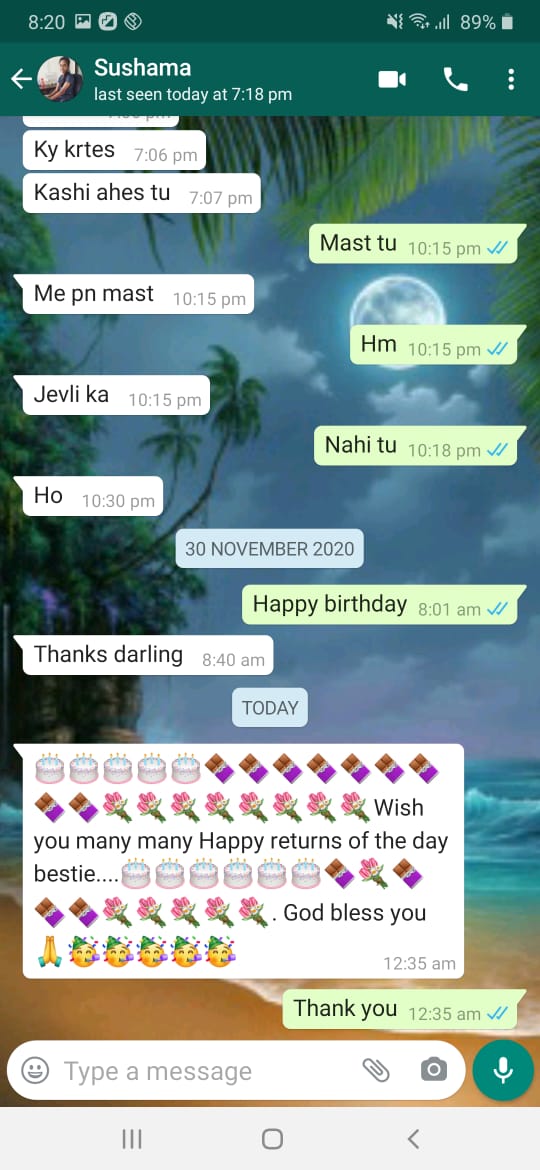 8:20 89%
Sushama
last seen today at 7:18 pm
Ky krtes 7:06 pm
Kashi ahes tu 7:07 pm
Mast tu 10:15 pm
Me pn mast 10:15 pm
Hm 10:15 pm
Jevli ka 10:15 pm
Nahi tu 10:18 pm
Ho 10:30 pm
30 NOVEMBER 2020
Happy birthday 8:01 am
Thanks darling 8:40 am
TODAY
🎂🎂🎂🎂🎂🍫🍫🍫🍫🍫🍫🍫
🍫🍫💐💐💐💐💐💐💐💐 Wish
you many many Happy returns of the day
bestie....🎂🎂🎂🎂🎂🎂🍫💐🍫
🍫🍫💐💐💐💐💐. God bless you
🙏🥳🥳🥳🥳🥳 12:35 am
Thank you 12:35 am
Type a message